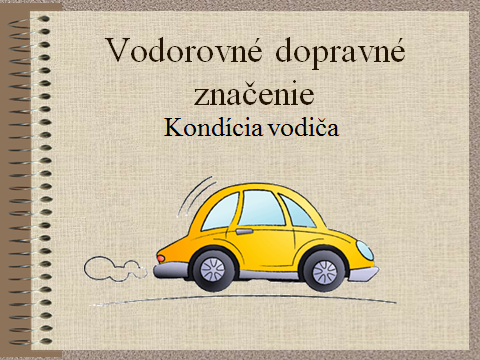 Vodorovné dopravné
značenie
Kondícia vodiča